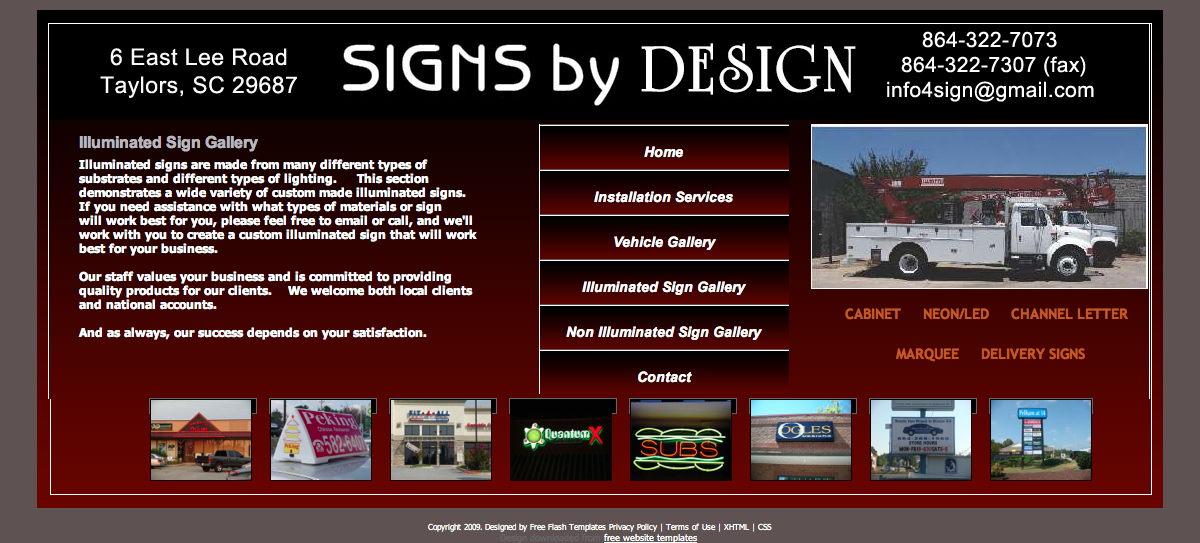 6 East Lee Road
Taylors, SC 29687
SIGNS by DESIGN
864-322-7073
864-322-7307 (fax)
info4sign@gmail.com
Illuminated Sign Gallery
Illuminated signs are made from many different types of
substrates and different types of lighting. This section
demonstrates a wide variety of custom made illuminated signs.
If you need assistance with what types of materials or sign
will work best for you, please feel free to email or call, and we'll
work with you to create a custom illuminated sign that will work
best for your business.
Our staff values your business and is committed to providing
quality products for our clients. We welcome both local clients
and national accounts.
And as always, our success depends on your satisfaction.
Home
Installation Services
Vehicle Gallery
Illuminated Sign Gallery
Non Illuminated Sign Gallery
Contact
CABINET NEON/LED CHANNEL LETTER
MARQUEE DELIVERY SIGNS
Peking
QuantumX
SUBS
OOLES
DESIGNS
STORE HOURS
Copyright 2009. Designed by Free Flash Templates Privacy Policy | Terms of Use | XHTML | CSS
Design downloaded from free website templates